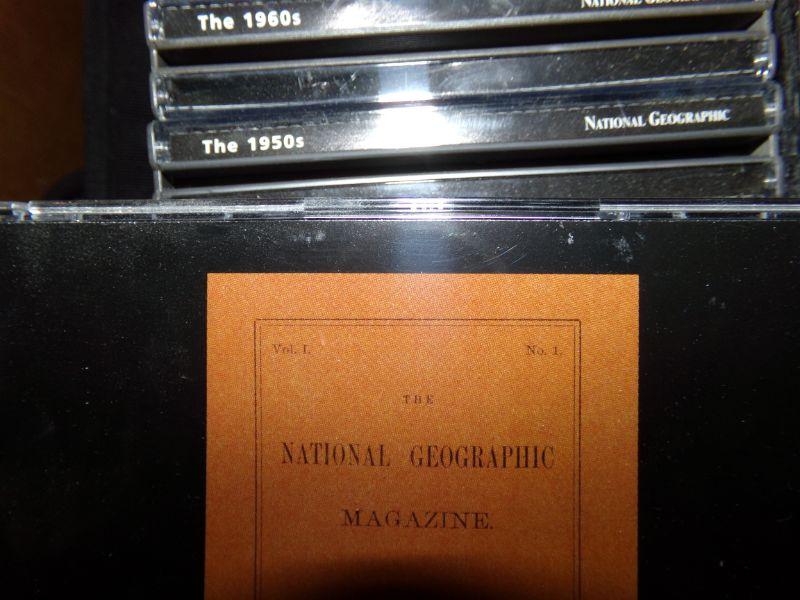 The 1960s NATIONAL GEOGRAPHIC
The 1950s NATIONAL GEOGRAPHIC
Vol. I. No. 1.
THE
NATIONAL GEOGRAPHIC
MAGAZINE.